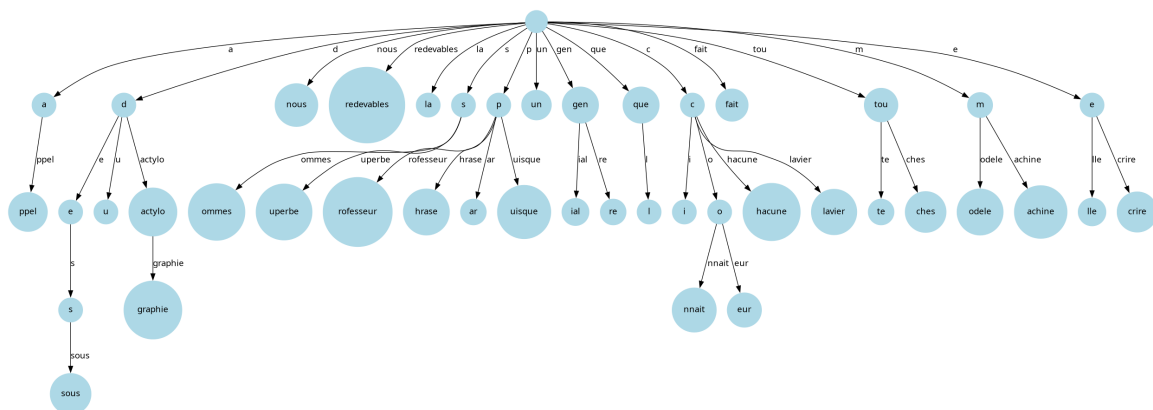 a d nous redevables la s p un gen que c fait tou m e
a d nous redevables la s p un gen que c fait tou m e
ppel e u actylo ommes uperbe rofesseur hrase ar uisque ial re l i o hacune lavier te ches odele achine lle crire
ppel e u actylo ommes uperbe rofesseur hrase ar uisque ial re l i o hacune lavier te ches odele achine lle crire
s graphie nnait eur
s graphie nnait eur
sous
sous